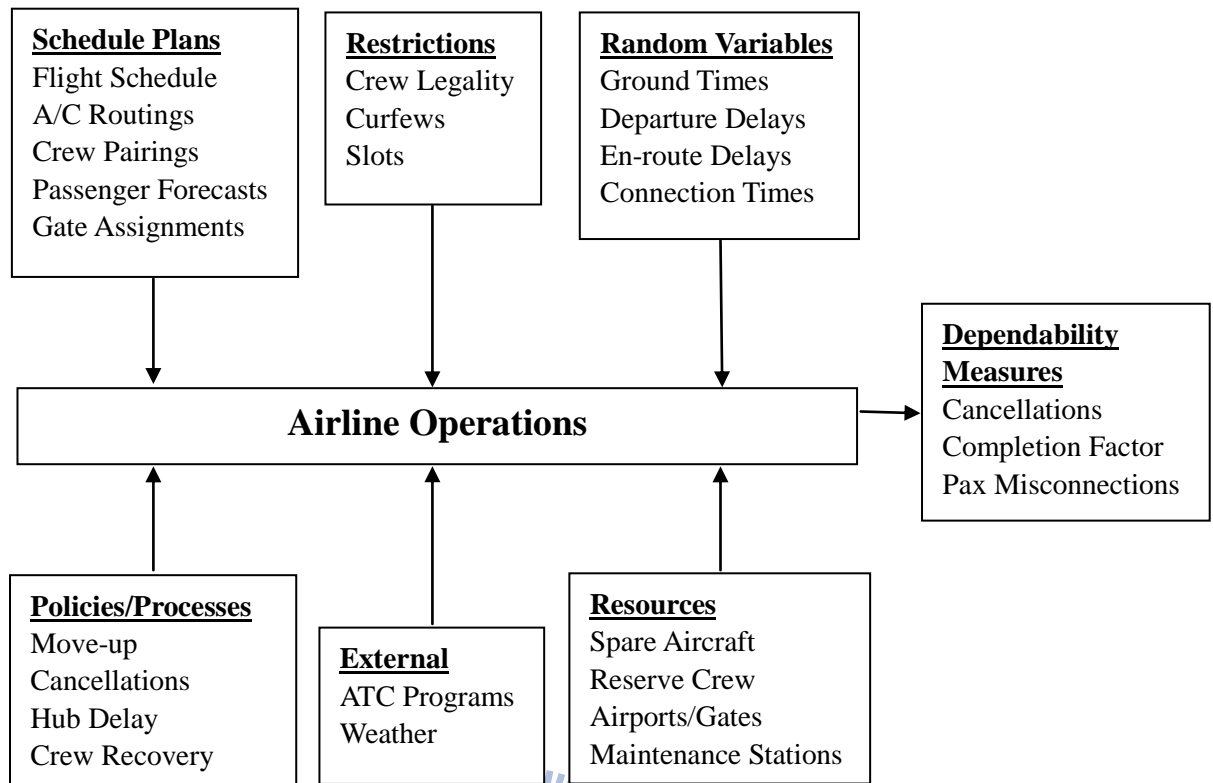 Schedule Plans
Flight Schedule
A/C Routings
Crew Pairings
Passenger Forecasts
Gate Assignments
Restrictions
Crew Legality
Curfews
Slots
Random Variables
Ground Times
Departure Delays
En-route Delays
Connection Times
Airline Operations
Dependability
Measures
Cancellations
Completion Factor
Pax Misconnections
Policies/Processes
Move-up
Cancellations
Hub Delay
Crew Recovery
External
ATC Programs
Weather
Resources
Spare Aircraft
Reserve Crew
Airports/Gates
Maintenance Stations